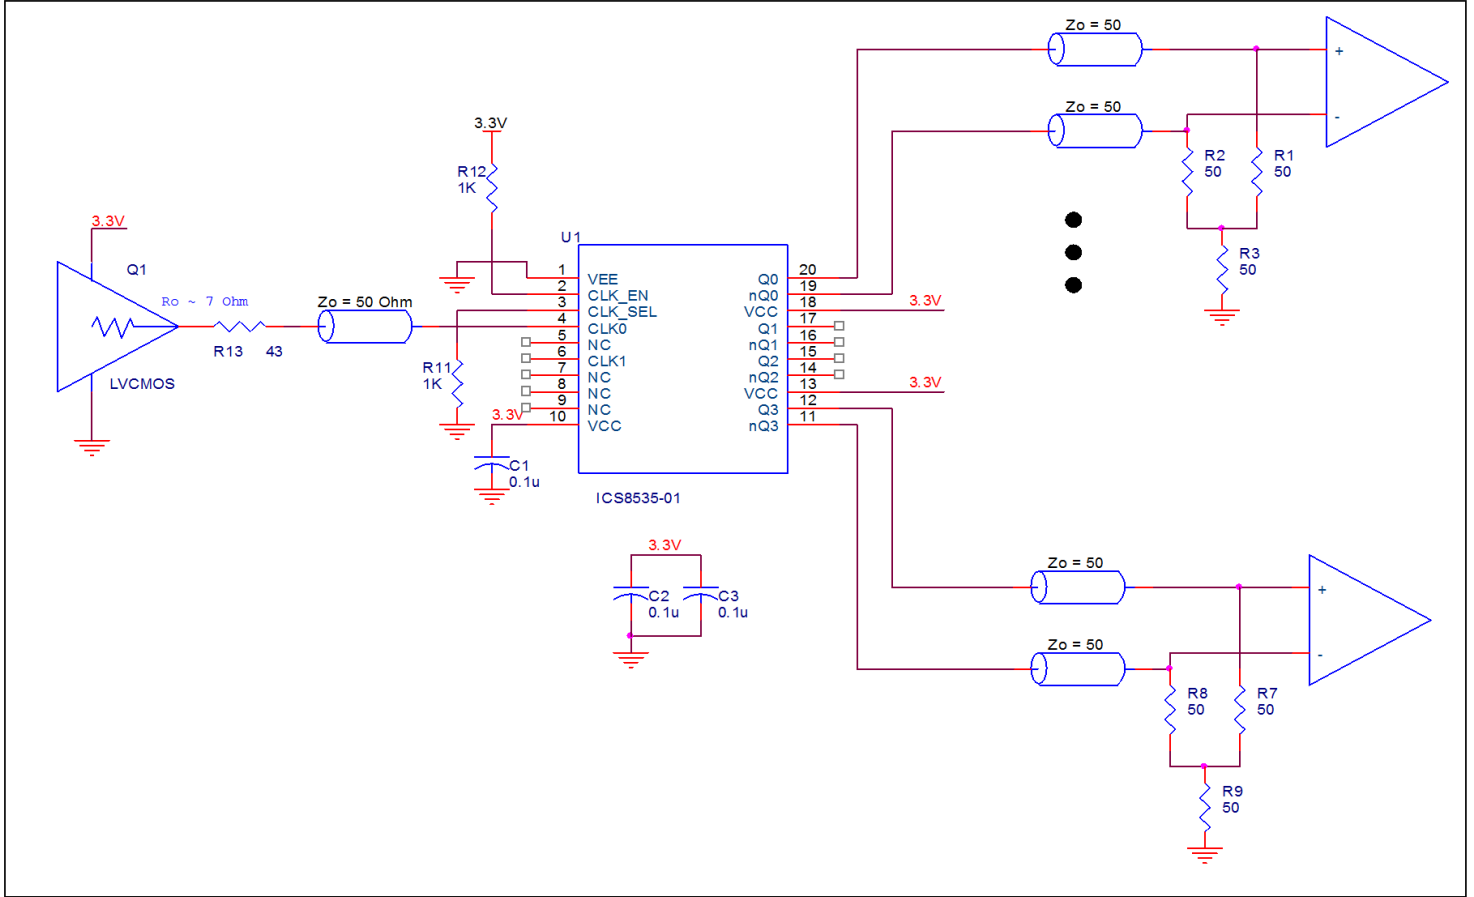 Zo = 50
+
Zo = 50
-
R2
50
R1
50
R3
50
3.3V
R12
1K
3.3V
Q1
Ro ~ 7 Ohm
Zo = 50 Ohm
R13 43
LVCMOS
U1
1 VEE
2 CLK_EN
3 CLK_SEL
4 CLK0
5 NC
6 CLK1
7 NC
8 NC
9 NC
10 VCC
Q0 20
nQ0 19
VCC 18 3.3V
Q1 17
nQ1 16
Q2 15
nQ2 14
VCC 13 3.3V
Q3 12
nQ3 11
R11
1K
3.3V
C1
0.1u
ICS8535-01
3.3V
C2
0.1u
C3
0.1u
Zo = 50
+
Zo = 50
-
R8
50
R7
50
R9
50